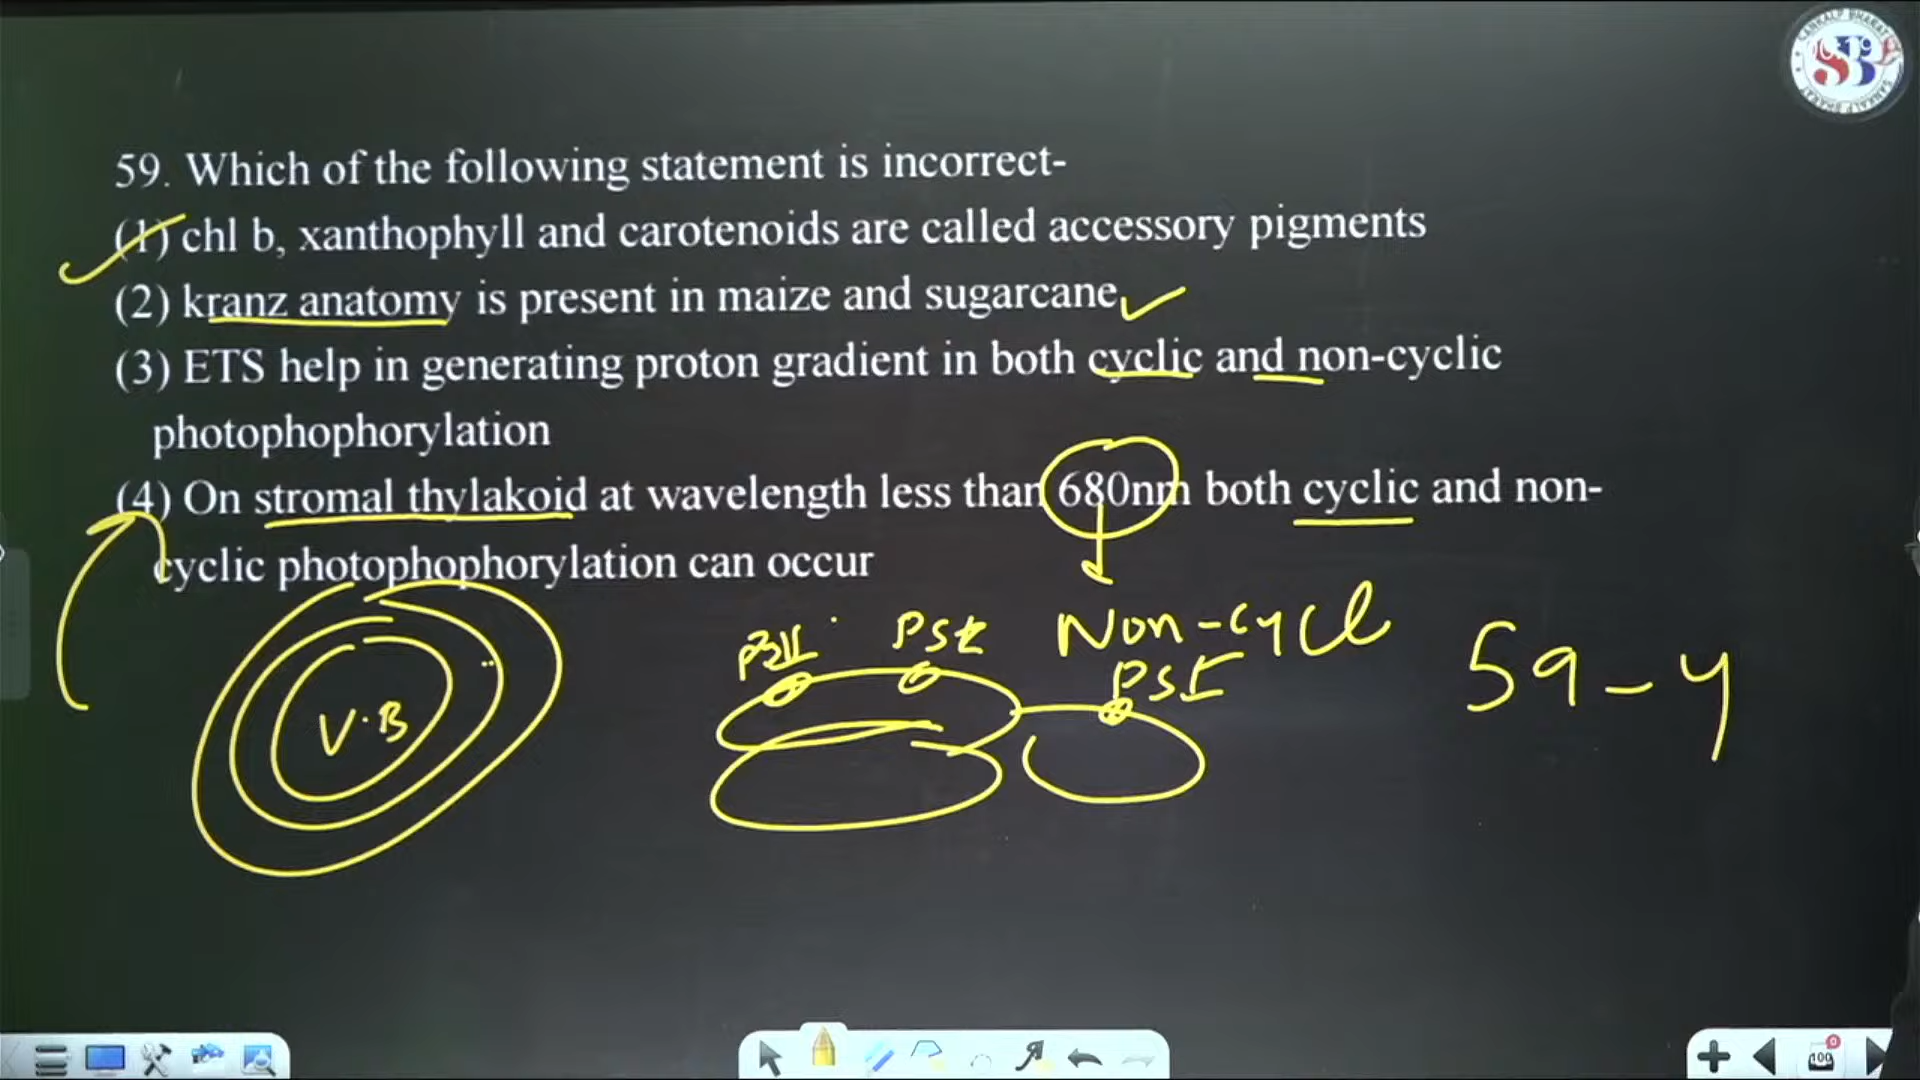 59. Which of the following statement is incorrect-
(1) chl b, xanthophyll and carotenoids are called accessory pigments
(2) kranz anatomy is present in maize and sugarcane
(3) ETS help in generating proton gradient in both cyclic and non-cyclic
photophophorylation
(4) On stromal thylakoid at wavelength less than 680nm both cyclic and non-
cyclic photophophorylation can occur
PSII PSI Non-cycl
PSI
59-4
V.B
100
0